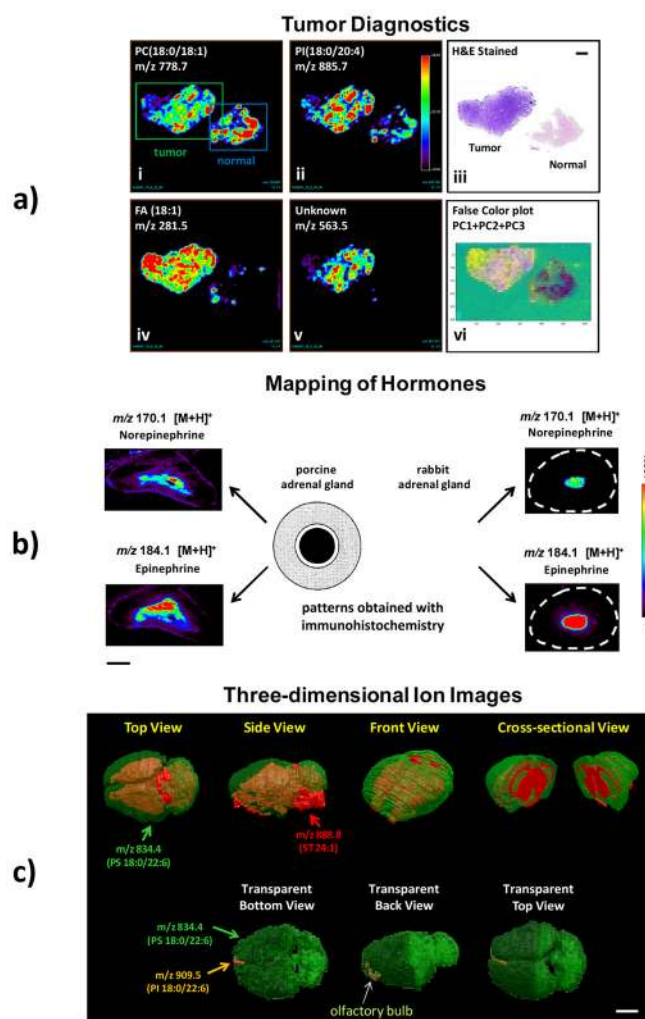 Tumor Diagnostics
a)
PC(18:0/18:1)
m/z 778.7
tumor
normal
i
PI(18:0/20:4)
m/z 885.7
ii
H&E Stained
Tumor
Normal
iii
FA (18:1)
m/z 281.5
iv
Unknown
m/z 563.5
v
False Color plot
PC1+PC2+PC3
vi
Mapping of Hormones
b)
m/z 170.1 [M+H]⁺
Norepinephrine
m/z 184.1 [M+H]⁺
Epinephrine
porcine
adrenal gland
rabbit
adrenal gland
patterns obtained with
immunohistochemistry
m/z 170.1 [M+H]⁺
Norepinephrine
m/z 184.1 [M+H]⁺
Epinephrine
Three-dimensional Ion Images
c)
Top View
Side View
Front View
Cross-sectional View
m/z 834.4
(PS 18:0/22:6)
m/z 888.8
(ST 24:1)
Transparent
Bottom View
Transparent
Back View
Transparent
Top View
m/z 834.4
(PS 18:0/22:6)
m/z 909.5
(PI 18:0/22:6)
olfactory bulb